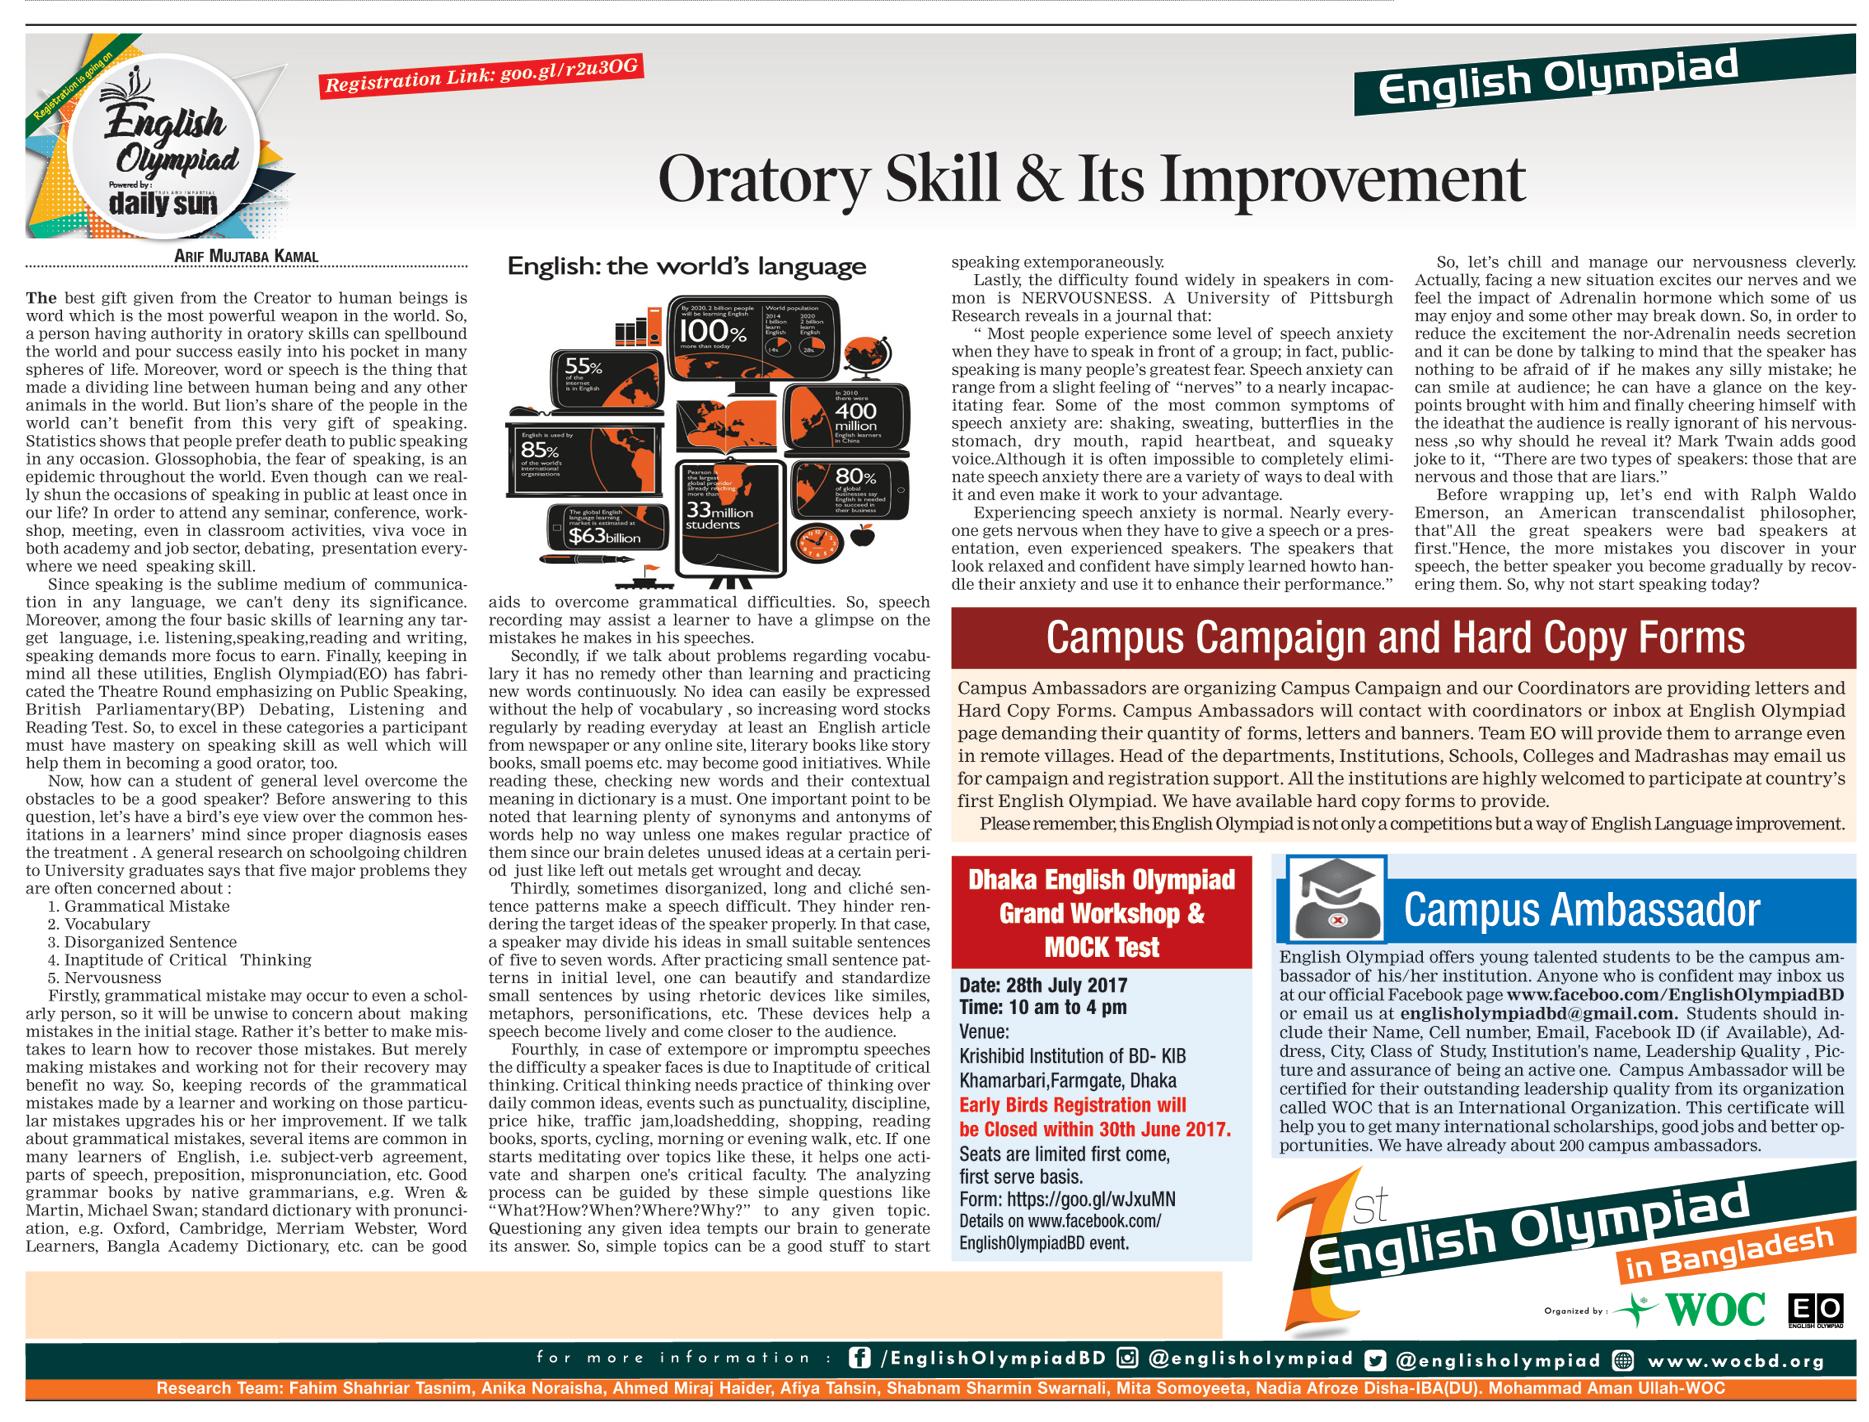 Registration is going on
English
Olympiad
Powered by :
TRUE AND IMPARTIAL
daily sun
Registration Link: goo.gl/r2u3OG
English Olympiad
Oratory Skill & Its Improvement
ARIF MUJTABA KAMAL
The best gift given from the Creator to human beings is
word which is the most powerful weapon in the world. So,
a person having authority in oratory skills can spellbound
the world and pour success easily into his pocket in many
spheres of life. Moreover, word or speech is the thing that
made a dividing line between human being and any other
animals in the world. But lion's share of the people in the
world can't benefit from this very gift of speaking.
Statistics shows that people prefer death to public speaking
in any occasion. Glossophobia, the fear of speaking, is an
epidemic throughout the world. Even though can we real-
ly shun the occasions of speaking in public at least once in
our life? In order to attend any seminar, conference, work-
shop, meeting, even in classroom activities, viva voce in
both academy and job sector, debating, presentation every-
where we need speaking skill.
Since speaking is the sublime medium of communica-
tion in any language, we can't deny its significance.
Moreover, among the four basic skills of learning any tar-
get language, i.e. listening,speaking,reading and writing,
speaking demands more focus to earn. Finally, keeping in
mind all these utilities, English Olympiad(EO) has fabri-
cated the Theatre Round emphasizing on Public Speaking,
British Parliamentary(BP) Debating, Listening and
Reading Test. So, to excel in these categories a participant
must have mastery on speaking skill as well which will
help them in becoming a good orator, too.
Now, how can a student of general level overcome the
obstacles to be a good speaker? Before answering to this
question, let's have a bird's eye view over the common hes-
itations in a learners' mind since proper diagnosis eases
the treatment . A general research on schoolgoing children
to University graduates says that five major problems they
are often concerned about :
1. Grammatical Mistake
2. Vocabulary
3. Disorganized Sentence
4. Inaptitude of Critical Thinking
5. Nervousness
Firstly, grammatical mistake may occur to even a schol-
arly person, so it will be unwise to concern about making
mistakes in the initial stage. Rather it's better to make mis-
takes to learn how to recover those mistakes. But merely
making mistakes and working not for their recovery may
benefit no way. So, keeping records of the grammatical
mistakes made by a learner and working on those particu-
lar mistakes upgrades his or her improvement. If we talk
about grammatical mistakes, several items are common in
many learners of English, i.e. subject-verb agreement,
parts of speech, preposition, mispronunciation, etc. Good
grammar books by native grammarians, e.g. Wren &
Martin, Michael Swan; standard dictionary with pronunci-
ation, e.g. Oxford, Cambridge, Merriam Webster, Word
Learners, Bangla Academy Dictionary, etc. can be good
English: the world's language
By 2020, 2 billion people
will be learning English
100%
more than today
World population
2014
1 billion
learn
English
14%
2020
2 billion
learn
English
28%
55%
of the
internet
is in English
In 2010
there were
400
million
English learners
in China
English is used by
85%
of the world's
international
organisations
Pearson is
the largest
global provider
already reaching
more than
33million
students
80%
of global
businesses say
English is needed
to succeed in
their business
The global English
language learning
market is estimated at
$63billion
aids to overcome grammatical difficulties. So, speech
recording may assist a learner to have a glimpse on the
mistakes he makes in his speeches.
Secondly, if we talk about problems regarding vocabu-
lary it has no remedy other than learning and practicing
new words continuously. No idea can easily be expressed
without the help of vocabulary , so increasing word stocks
regularly by reading everyday at least an English article
from newspaper or any online site, literary books like story
books, small poems etc. may become good initiatives. While
reading these, checking new words and their contextual
meaning in dictionary is a must. One important point to be
noted that learning plenty of synonyms and antonyms of
words help no way unless one makes regular practice of
them since our brain deletes unused ideas at a certain peri-
od just like left out metals get wrought and decay.
Thirdly, sometimes disorganized, long and cliché sen-
tence patterns make a speech difficult. They hinder ren-
dering the target ideas of the speaker properly. In that case,
a speaker may divide his ideas in small suitable sentences
of five to seven words. After practicing small sentence pat-
terns in initial level, one can beautify and standardize
small sentences by using rhetoric devices like similes,
metaphors, personifications, etc. These devices help a
speech become lively and come closer to the audience.
Fourthly, in case of extempore or impromptu speeches
the difficulty a speaker faces is due to Inaptitude of critical
thinking. Critical thinking needs practice of thinking over
daily common ideas, events such as punctuality, discipline,
price hike, traffic jam,loadshedding, shopping, reading
books, sports, cycling, morning or evening walk, etc. If one
starts meditating over topics like these, it helps one acti-
vate and sharpen one's critical faculty. The analyzing
process can be guided by these simple questions like
“What?How?When?Where?Why?” to any given topic.
Questioning any given idea tempts our brain to generate
its answer. So, simple topics can be a good stuff to start
speaking extemporaneously.
Lastly, the difficulty found widely in speakers in com-
mon is NERVOUSNESS. A University of Pittsburgh
Research reveals in a journal that:
“ Most people experience some level of speech anxiety
when they have to speak in front of a group; in fact, public-
speaking is many people's greatest fear. Speech anxiety can
range from a slight feeling of “nerves” to a nearly incapac-
itating fear. Some of the most common symptoms of
speech anxiety are: shaking, sweating, butterflies in the
stomach, dry mouth, rapid heartbeat, and squeaky
voice.Although it is often impossible to completely elimi-
nate speech anxiety there are a variety of ways to deal with
it and even make it work to your advantage.
Experiencing speech anxiety is normal. Nearly every-
one gets nervous when they have to give a speech or a pres-
entation, even experienced speakers. The speakers that
look relaxed and confident have simply learned howto han-
dle their anxiety and use it to enhance their performance.”
So, let's chill and manage our nervousness cleverly.
Actually, facing a new situation excites our nerves and we
feel the impact of Adrenalin hormone which some of us
may enjoy and some other may break down. So, in order to
reduce the excitement the nor-Adrenalin needs secretion
and it can be done by talking to mind that the speaker has
nothing to be afraid of if he makes any silly mistake; he
can smile at audience; he can have a glance on the key-
points brought with him and finally cheering himself with
the ideathat the audience is really ignorant of his nervous-
ness ,so why should he reveal it? Mark Twain adds good
joke to it, “There are two types of speakers: those that are
nervous and those that are liars.”
Before wrapping up, let's end with Ralph Waldo
Emerson, an American transcendalist philosopher,
that"All the great speakers were bad speakers at
first."Hence, the more mistakes you discover in your
speech, the better speaker you become gradually by recov-
ering them. So, why not start speaking today?
Campus Campaign and Hard Copy Forms
Campus Ambassadors are organizing Campus Campaign and our Coordinators are providing letters and
Hard Copy Forms. Campus Ambassadors will contact with coordinators or inbox at English Olympiad
page demanding their quantity of forms, letters and banners. Team EO will provide them to arrange even
in remote villages. Head of the departments, Institutions, Schools, Colleges and Madrashas may email us
for campaign and registration support. All the institutions are highly welcomed to participate at country's
first English Olympiad. We have available hard copy forms to provide.
Please remember, this English Olympiad is not only a competitions but a way of English Language improvement.
Dhaka English Olympiad
Grand Workshop &
MOCK Test
Date: 28th July 2017
Time: 10 am to 4 pm
Venue:
Krishibid Institution of BD- KIB
Khamarbari,Farmgate, Dhaka
Early Birds Registration will
be Closed within 30th June 2017.
Seats are limited first come,
first serve basis.
Form: https://goo.gl/wJxuMN
Details on www.facebook.com/
EnglishOlympiadBD event.
Campus Ambassador
English Olympiad offers young talented students to be the campus am-
bassador of his/her institution. Anyone who is confident may inbox us
at our official Facebook page www.faceboo.com/EnglishOlympiadBD
or email us at englisholympiadbd@gmail.com. Students should in-
clude their Name, Cell number, Email, Facebook ID (if Available), Ad-
dress, City, Class of Study, Institution's name, Leadership Quality , Pic-
ture and assurance of being an active one. Campus Ambassador will be
certified for their outstanding leadership quality from its organization
called WOC that is an International Organization. This certificate will
help you to get many international scholarships, good jobs and better op-
portunities. We have already about 200 campus ambassadors.
1st
English Olympiad
in Bangladesh
Organized by :
WOC
EO
ENGLISH OLYMPIAD
for more information : /EnglishOlympiadBD @englisholympiad @englisholympiad www.wocbd.org
Research Team: Fahim Shahriar Tasnim, Anika Noraisha, Ahmed Miraj Haider, Afiya Tahsin, Shabnam Sharmin Swarnali, Mita Somoyeeta, Nadia Afroze Disha-IBA(DU). Mohammad Aman Ullah-WOC